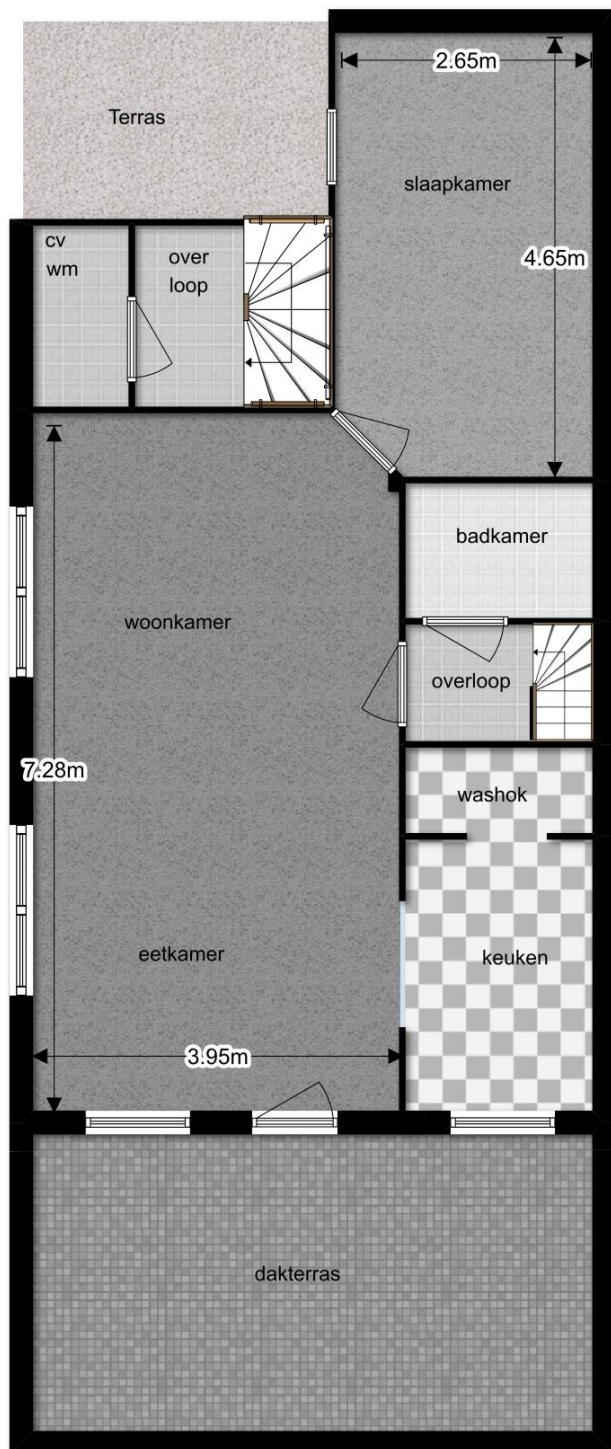 2.65m
Terras
slaapkamer
cv
wm
over
loop
4.65m
badkamer
woonkamer
overloop
7.28m
washok
eetkamer
keuken
3.95m
dakterras